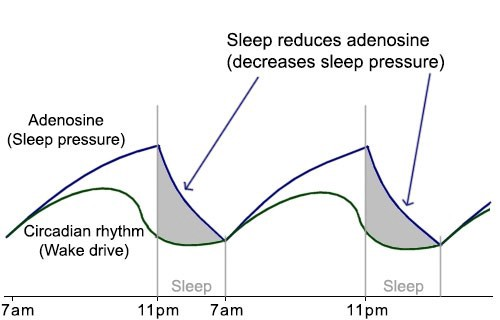 Sleep reduces adenosine
(decreases sleep pressure)
Adenosine
(Sleep pressure)
Circadian rhythm
(Wake drive)
Sleep Sleep
7am 11pm 7am 11pm